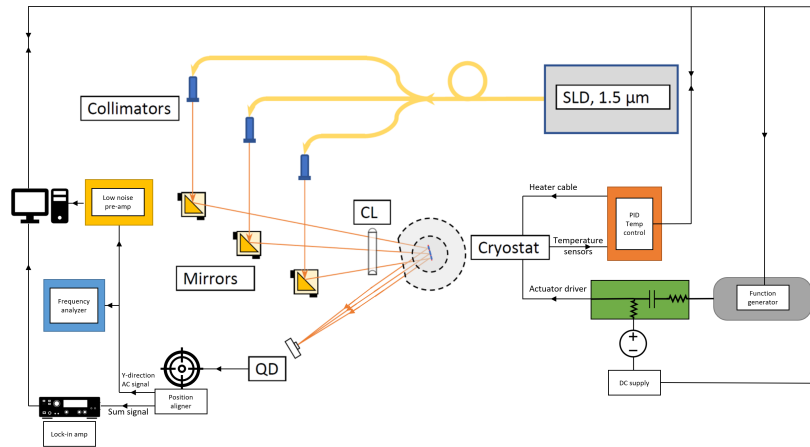 SLD, 1.5 µm
Collimators
Low noise
pre-amp
CL
Heater cable
PID
Temp
control
Cryostat
Temperature
sensors
Mirrors
Actuator driver
Function
generator
Frequency
analyzer
QD
Y-direction
AC signal
Position
aligner
DC supply
Sum signal
Lock-in amp